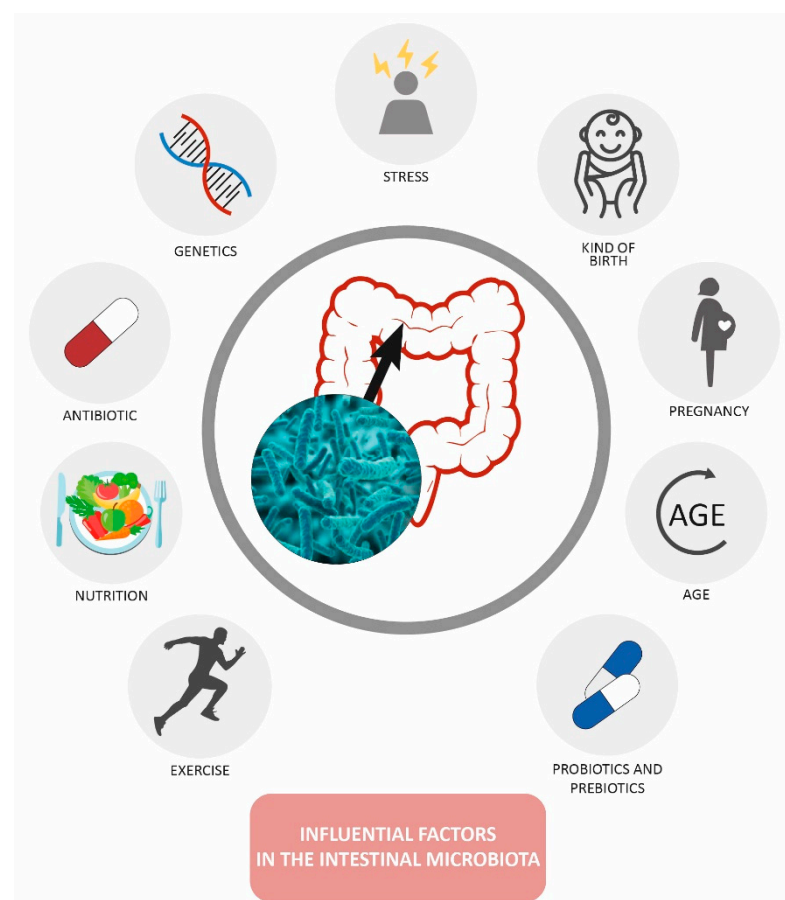 STRESS
GENETICS
KIND OF
BIRTH
ANTIBIOTIC
PREGNANCY
NUTRITION
AGE
AGE
EXERCISE
PROBIOTICS AND
PREBIOTICS
INFLUENTIAL FACTORS
IN THE INTESTINAL MICROBIOTA